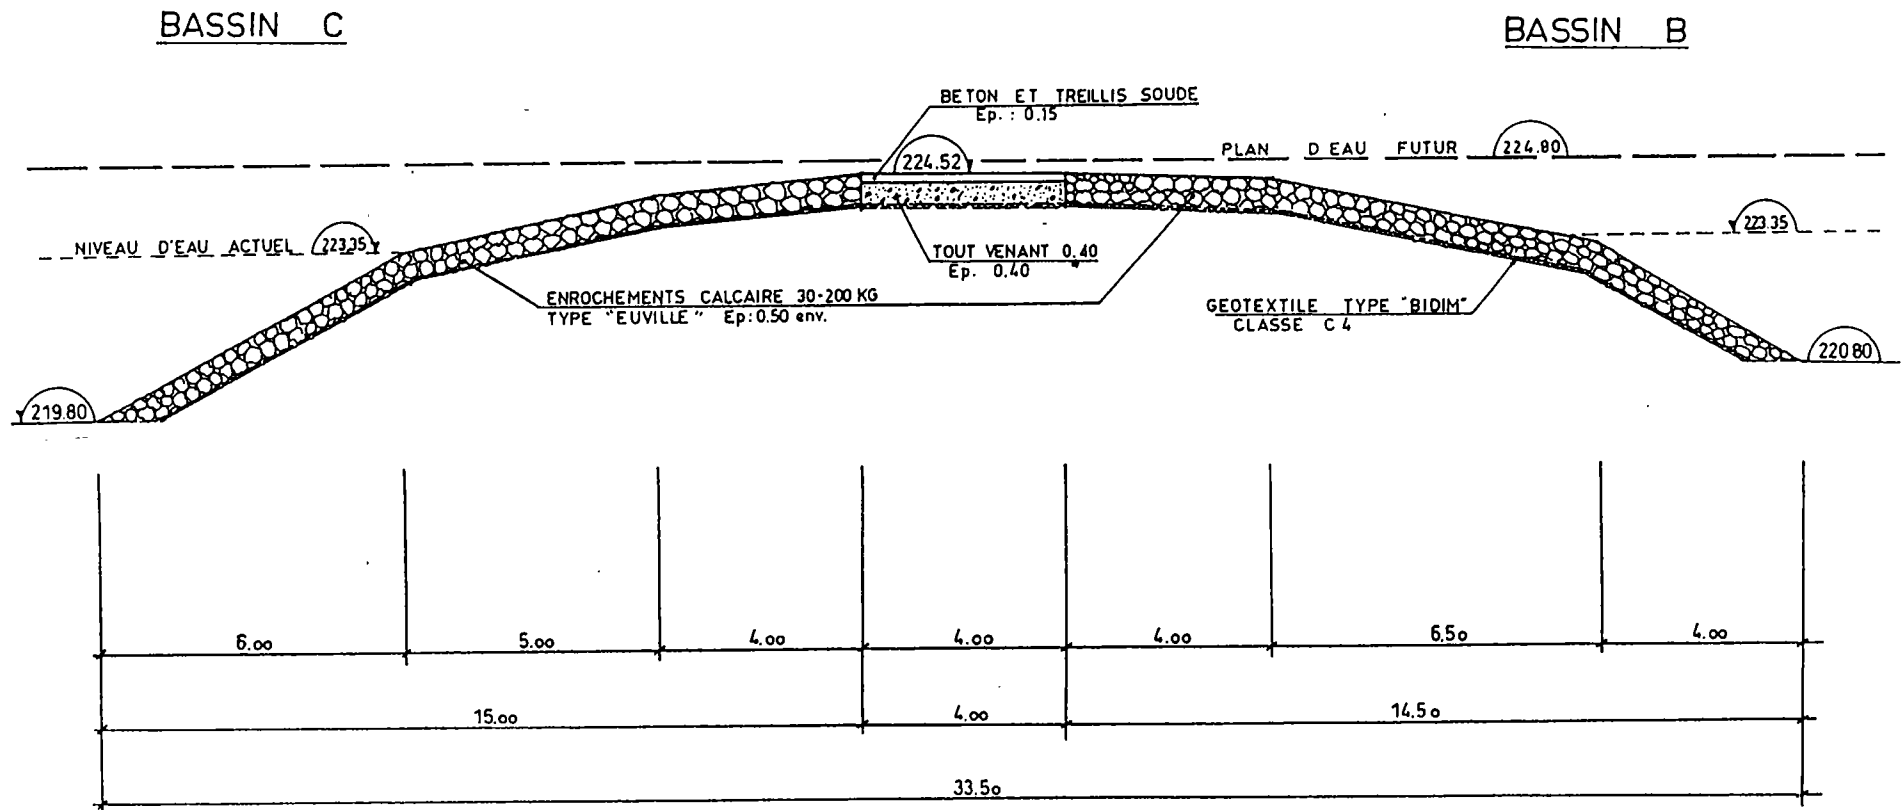 BASSIN C
BASSIN B
BETON ET TREILLIS SOUDE
Ep. : 0.15
PLAN D EAU FUTUR
224.80
224.52
NIVEAU D'EAU ACTUEL
223.35
223.35
TOUT VENANT 0.40
Ep. 0.40
ENROCHEMENTS CALCAIRE 30-200 KG
TYPE "EUVILLE" Ep:0.50 env.
GEOTEXTILE TYPE "BIDIM"
CLASSE C 4
220 80
219.80
6.00
5.00
4.00
4.00
4.00
6.50
4.00
15.00
4.00
14.50
33.50